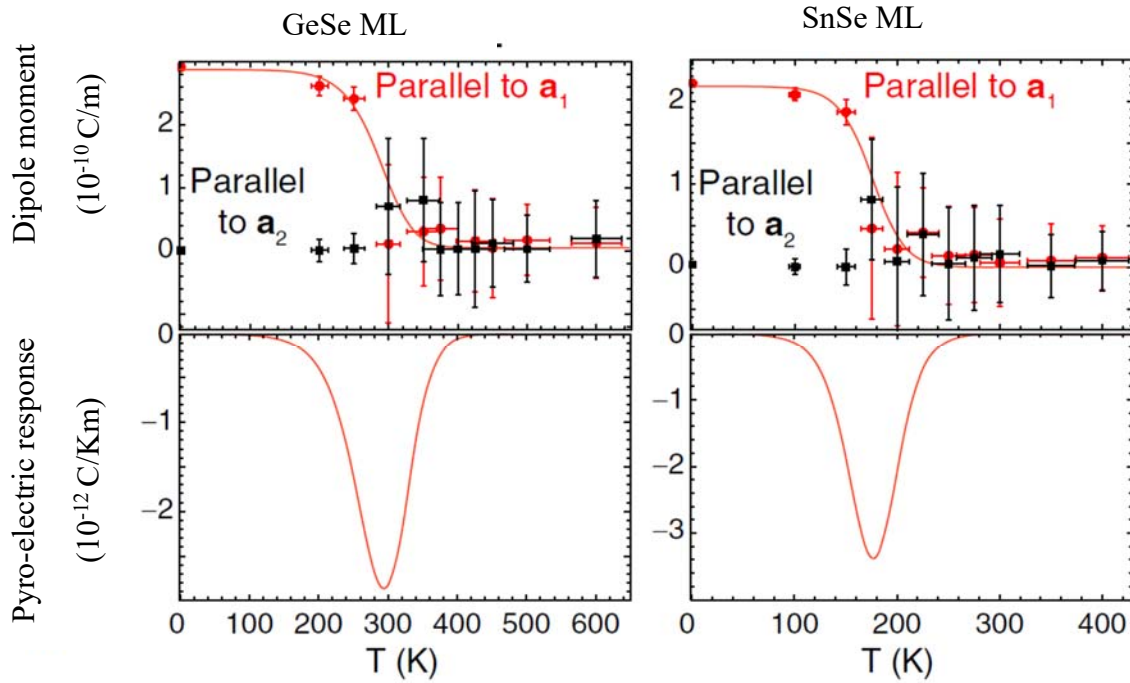 GeSe ML
SnSe ML
Dipole moment
(10-10 C/m)
2
1
0
0
Parallel to a1
Parallel
to a2
2
1
0
0
Parallel to a1
Parallel
to a2
Pyro-electric response
(10-12 C/Km)
−1
−2
0 100 200 300 400 500 600
T (K)
−1
−2
−3
0 100 200 300 400
T (K)